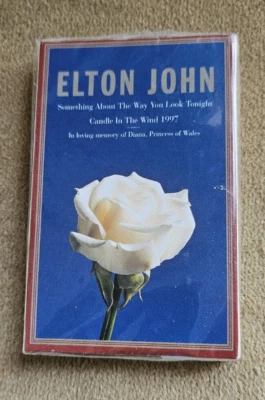 ELTON JOHN
Something About The Way You Look Tonight
Candle In The Wind 1997
In loving memory of Diana, Princess of Wales